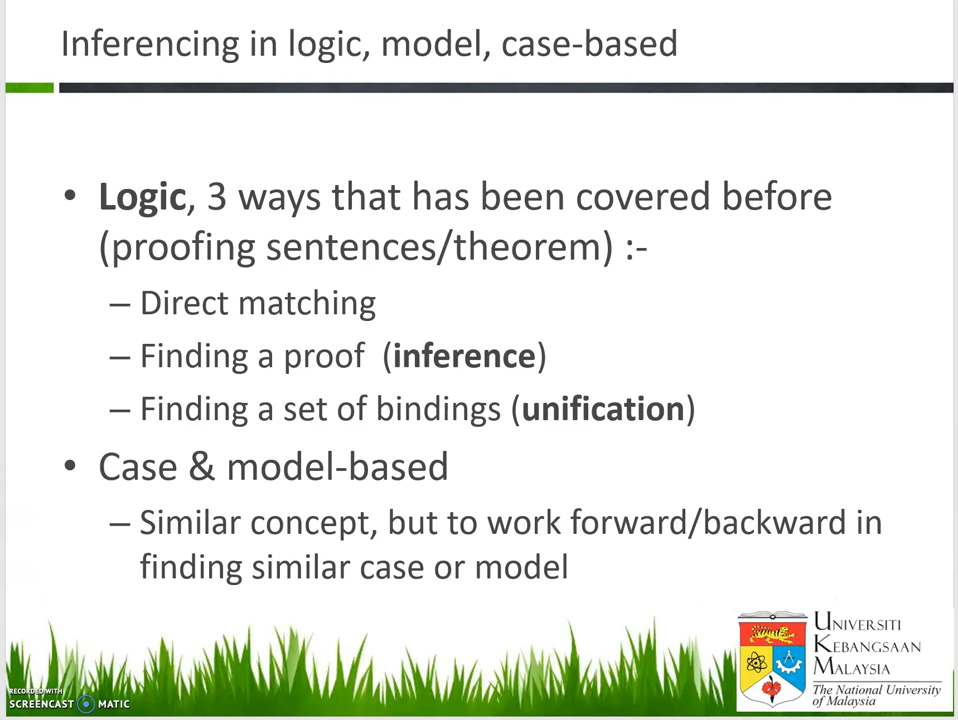 Inferencing in logic, model, case-based
• Logic, 3 ways that has been covered before
(proofing sentences/theorem) :-
– Direct matching
– Finding a proof (inference)
– Finding a set of bindings (unification)
• Case & model-based
– Similar concept, but to work forward/backward in
finding similar case or model
UNIVERSITI
KEBANGSAAN
MALAYSIA
The National University
of Malaysia
RECORDED WITH
SCREENCAST MATIC